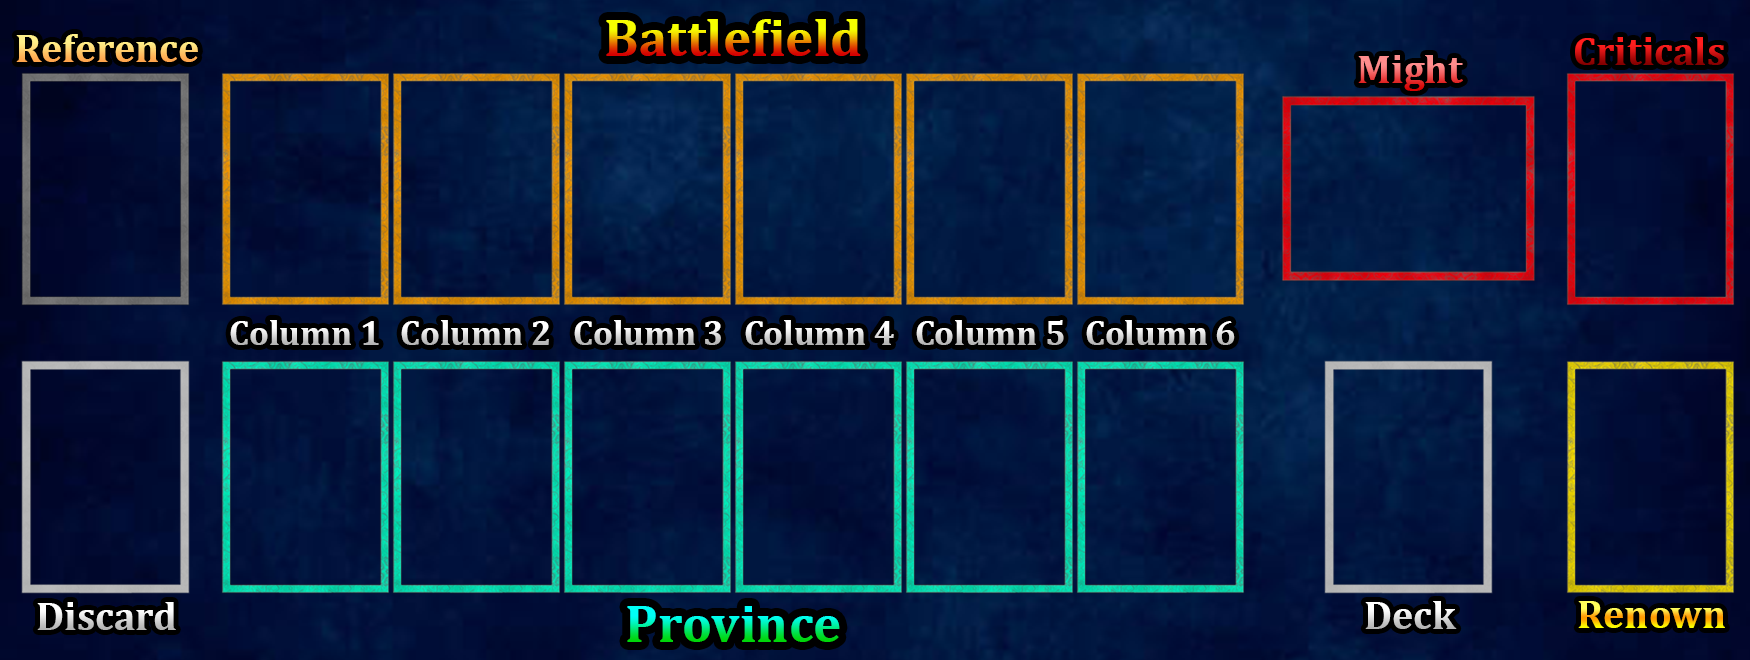 Reference
Battlefield
Might
Criticals
Column 1 Column 2 Column 3 Column 4 Column 5 Column 6
Discard
Province
Deck
Renown